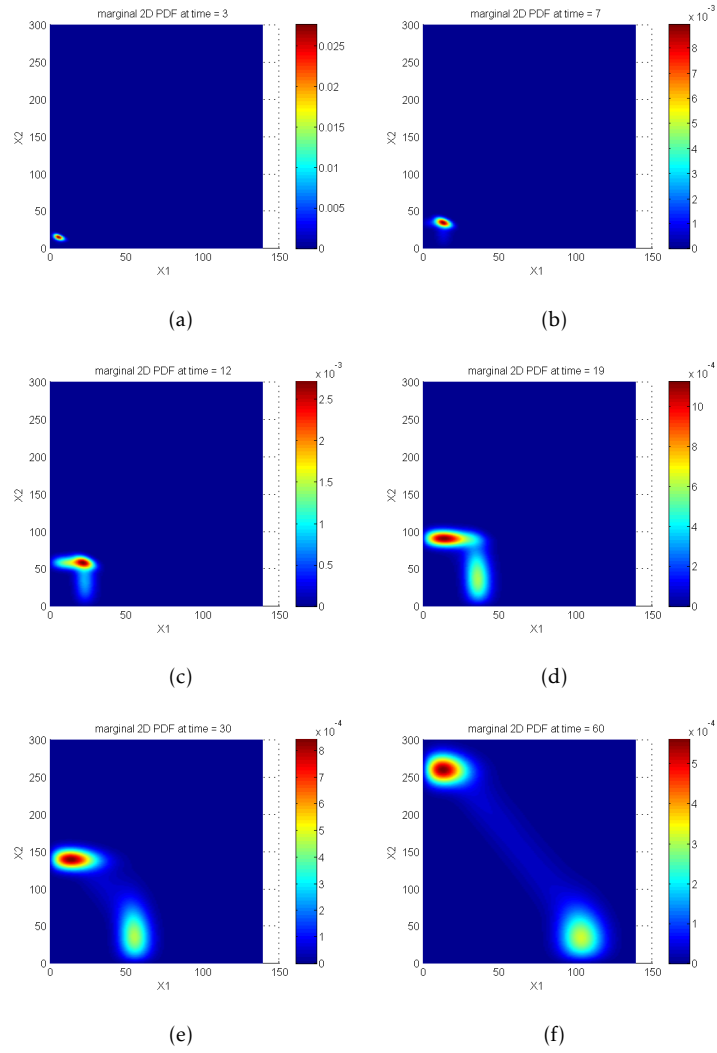 marginal 2D PDF at time = 3
300
250
200
150
100
50
0
X2
0 50 100 150
X1
0.025
0.02
0.015
0.01
0.005
0
(a)
marginal 2D PDF at time = 7
300
250
200
150
100
50
0
X2
0 50 100 150
X1
x 10⁻³
8
7
6
5
4
3
2
1
0
(b)
marginal 2D PDF at time = 12
300
250
200
150
100
50
0
X2
0 50 100 150
X1
x 10⁻³
2.5
2
1.5
1
0.5
0
(c)
marginal 2D PDF at time = 19
300
250
200
150
100
50
0
X2
0 50 100 150
X1
x 10⁻⁴
10
8
6
4
2
0
(d)
marginal 2D PDF at time = 30
300
250
200
150
100
50
0
X2
0 50 100 150
X1
x 10⁻⁴
8
7
6
5
4
3
2
1
0
(e)
marginal 2D PDF at time = 60
300
250
200
150
100
50
0
X2
0 50 100 150
X1
x 10⁻⁴
5
4
3
2
1
0
(f)